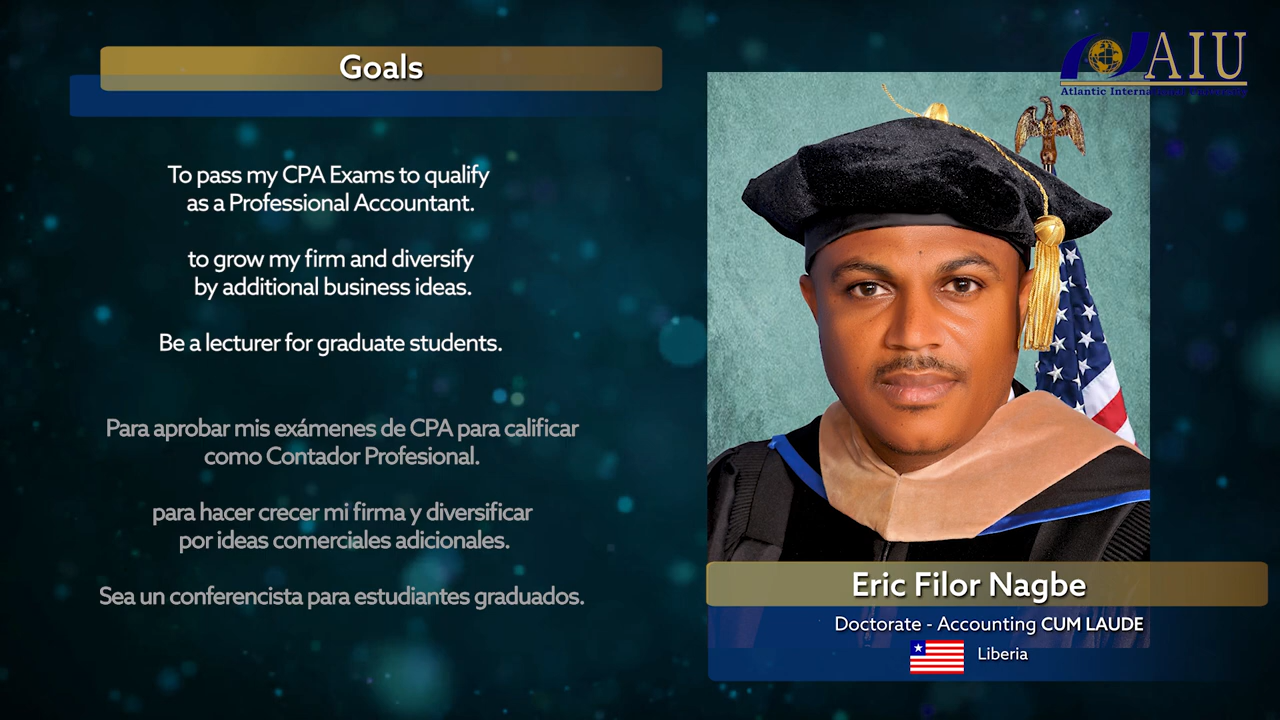 Goals
To pass my CPA Exams to qualify
as a Professional Accountant.
to grow my firm and diversify
by additional business ideas.
Be a lecturer for graduate students.
Para aprobar mis exámenes de CPA para calificar
como Contador Profesional.
para hacer crecer mi firma y diversificar
por ideas comerciales adicionales.
Sea un conferencista para estudiantes graduados.
AIU
Atlantic International University
Eric Filor Nagbe
Doctorate - Accounting CUM LAUDE
Liberia